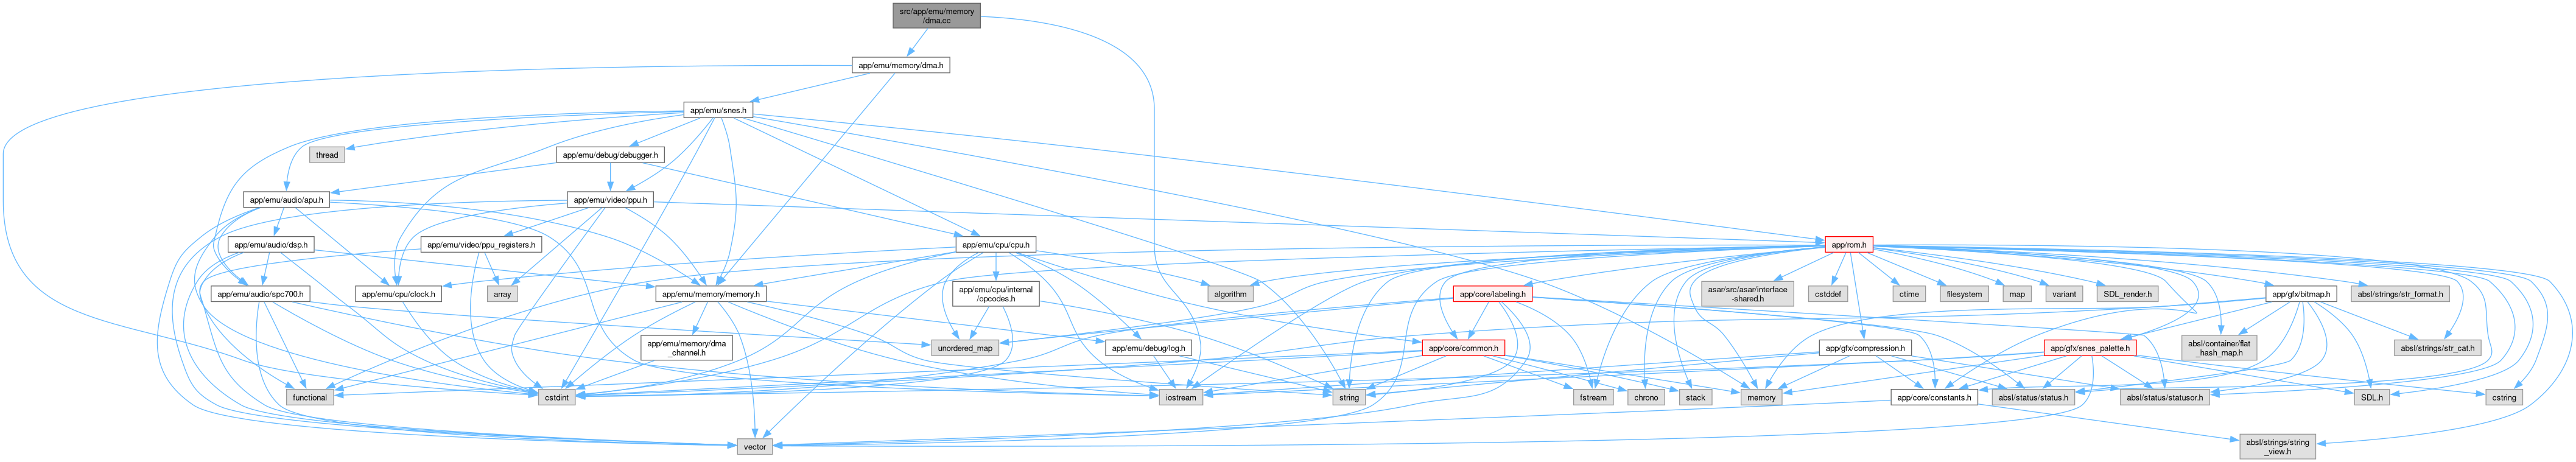 src/app/emu/memory
/dma.cc
app/emu/memory/dma.h
app/emu/snes.h
thread
app/emu/debug/debugger.h
app/emu/audio/apu.h
app/emu/video/ppu.h
app/emu/audio/dsp.h
app/emu/video/ppu_registers.h
app/emu/cpu/cpu.h
app/rom.h
app/emu/audio/spc700.h
app/emu/cpu/clock.h
array
app/emu/memory/memory.h
app/emu/cpu/internal
/opcodes.h
algorithm
app/core/labeling.h
asar/src/asar/interface
-shared.h
cstddef
ctime
filesystem
map
variant
SDL_render.h
app/gfx/bitmap.h
absl/strings/str_format.h
app/emu/memory/dma
_channel.h
unordered_map
app/emu/debug/log.h
app/core/common.h
app/gfx/compression.h
app/gfx/snes_palette.h
absl/container/flat
_hash_map.h
absl/strings/str_cat.h
functional
cstdint
iostream
string
fstream
chrono
stack
memory
app/core/constants.h
absl/status/status.h
absl/status/statusor.h
SDL.h
cstring
vector
absl/strings/string
_view.h